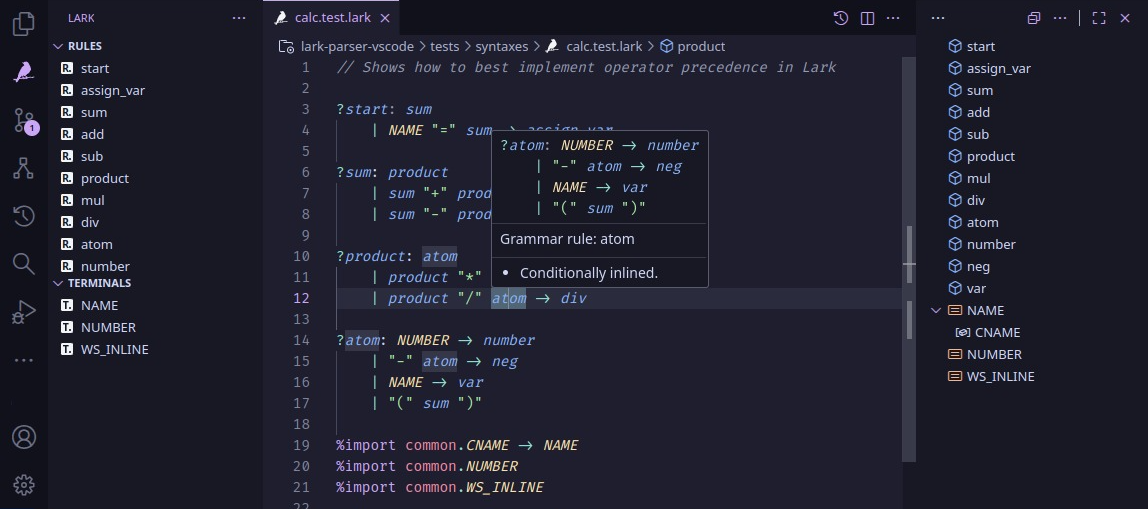 LARK
RULES
start
assign_var
sum
add
sub
product
mul
div
atom
number
TERMINALS
NAME
NUMBER
WS_INLINE
1
calc.test.lark
lark-parser-vscode > tests > syntaxes > calc.test.lark > product
1 // Shows how to best implement operator precedence in Lark
2
3 ?start: sum
4 | NAME "=" sum -> assign_var
5
6 ?sum: product
7 | sum "+" prod
8 | sum "-" prod
9
10 ?product: atom
11 | product "*"
12 | product "/" atom -> div
13
14 ?atom: NUMBER -> number
15 | "-" atom -> neg
16 | NAME -> var
17 | "(" sum ")"
18
19 %import common.CNAME -> NAME
20 %import common.NUMBER
21 %import common.WS_INLINE
22
?atom: NUMBER -> number
| "-" atom -> neg
| NAME -> var
| "(" sum ")"
Grammar rule: atom
• Conditionally inlined.
start
assign_var
sum
add
sub
product
mul
div
atom
number
neg
var
NAME
CNAME
NUMBER
WS_INLINE